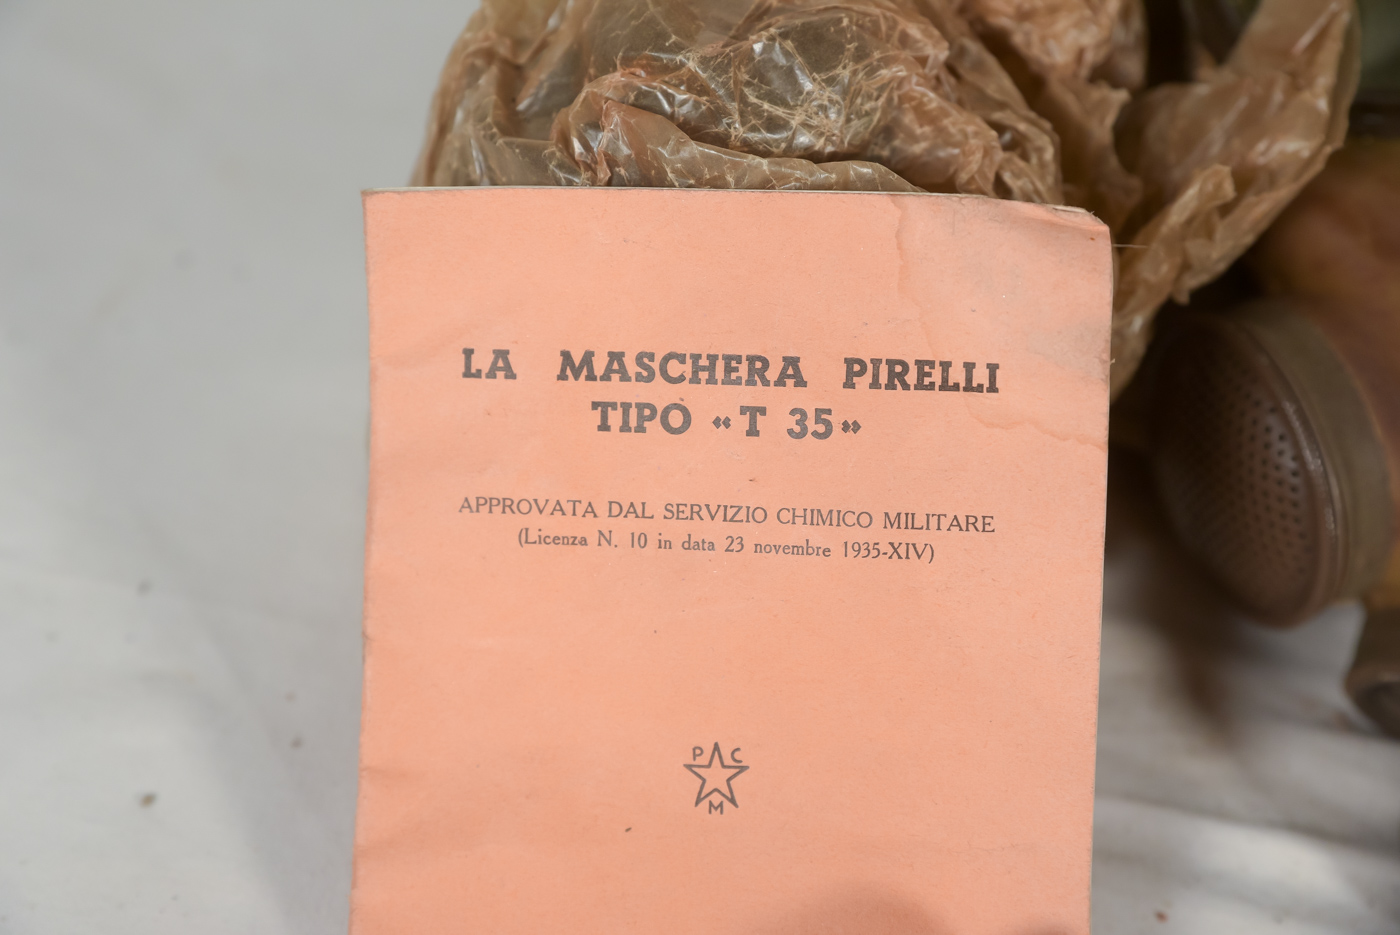 LA MASCHERA PIRELLI
TIPO «T 35»
APPROVATA DAL SERVIZIO CHIMICO MILITARE
(Licenza N. 10 in data 23 novembre 1935-XIV)
P C
M